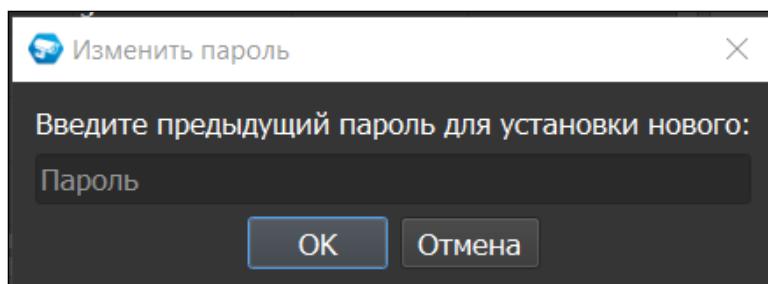 Изменить пароль
Введите предыдущий пароль для установки нового:
Пароль
OK
Отмена